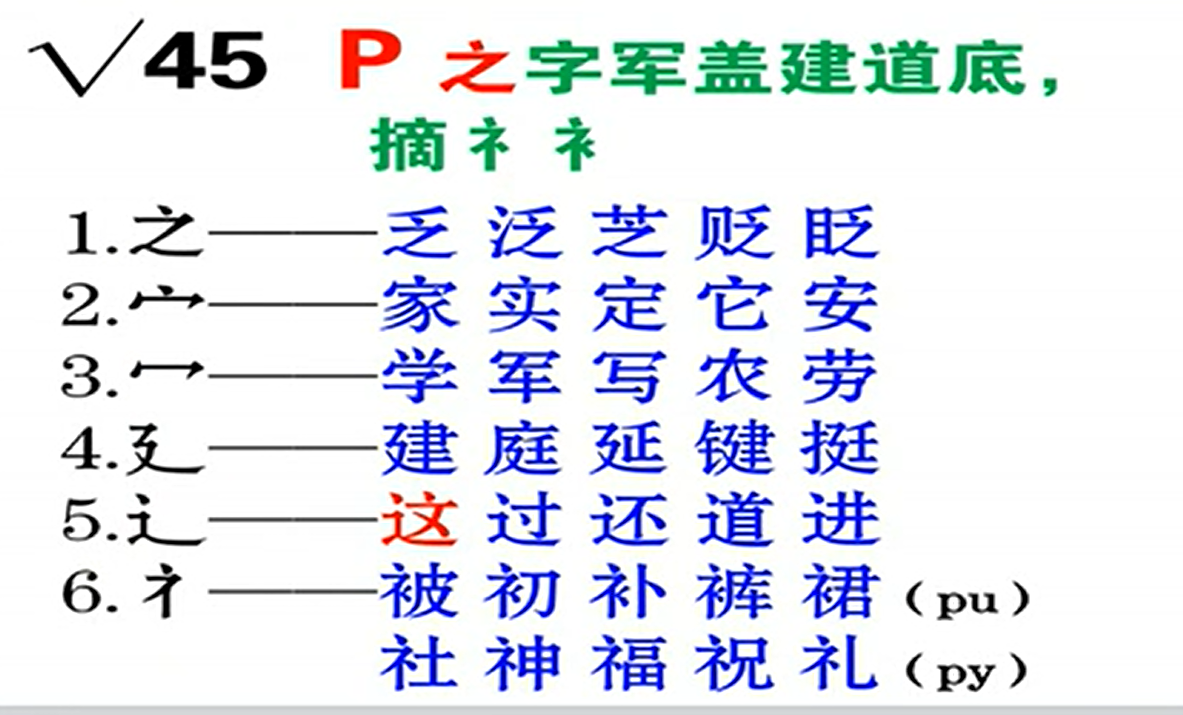 √45 P 之字军盖建道底，
摘礻衤
1.之———乏 泛 芝 贬 眨
2.宀———家 实 定 它 安
3.冖———学 军 写 农 劳
4.廴———建 庭 延 键 挺
5.辶———这 过 还 道 进
6.礻———被 初 补 裤 裙（pu）
社 神 福 祝 礼（py）